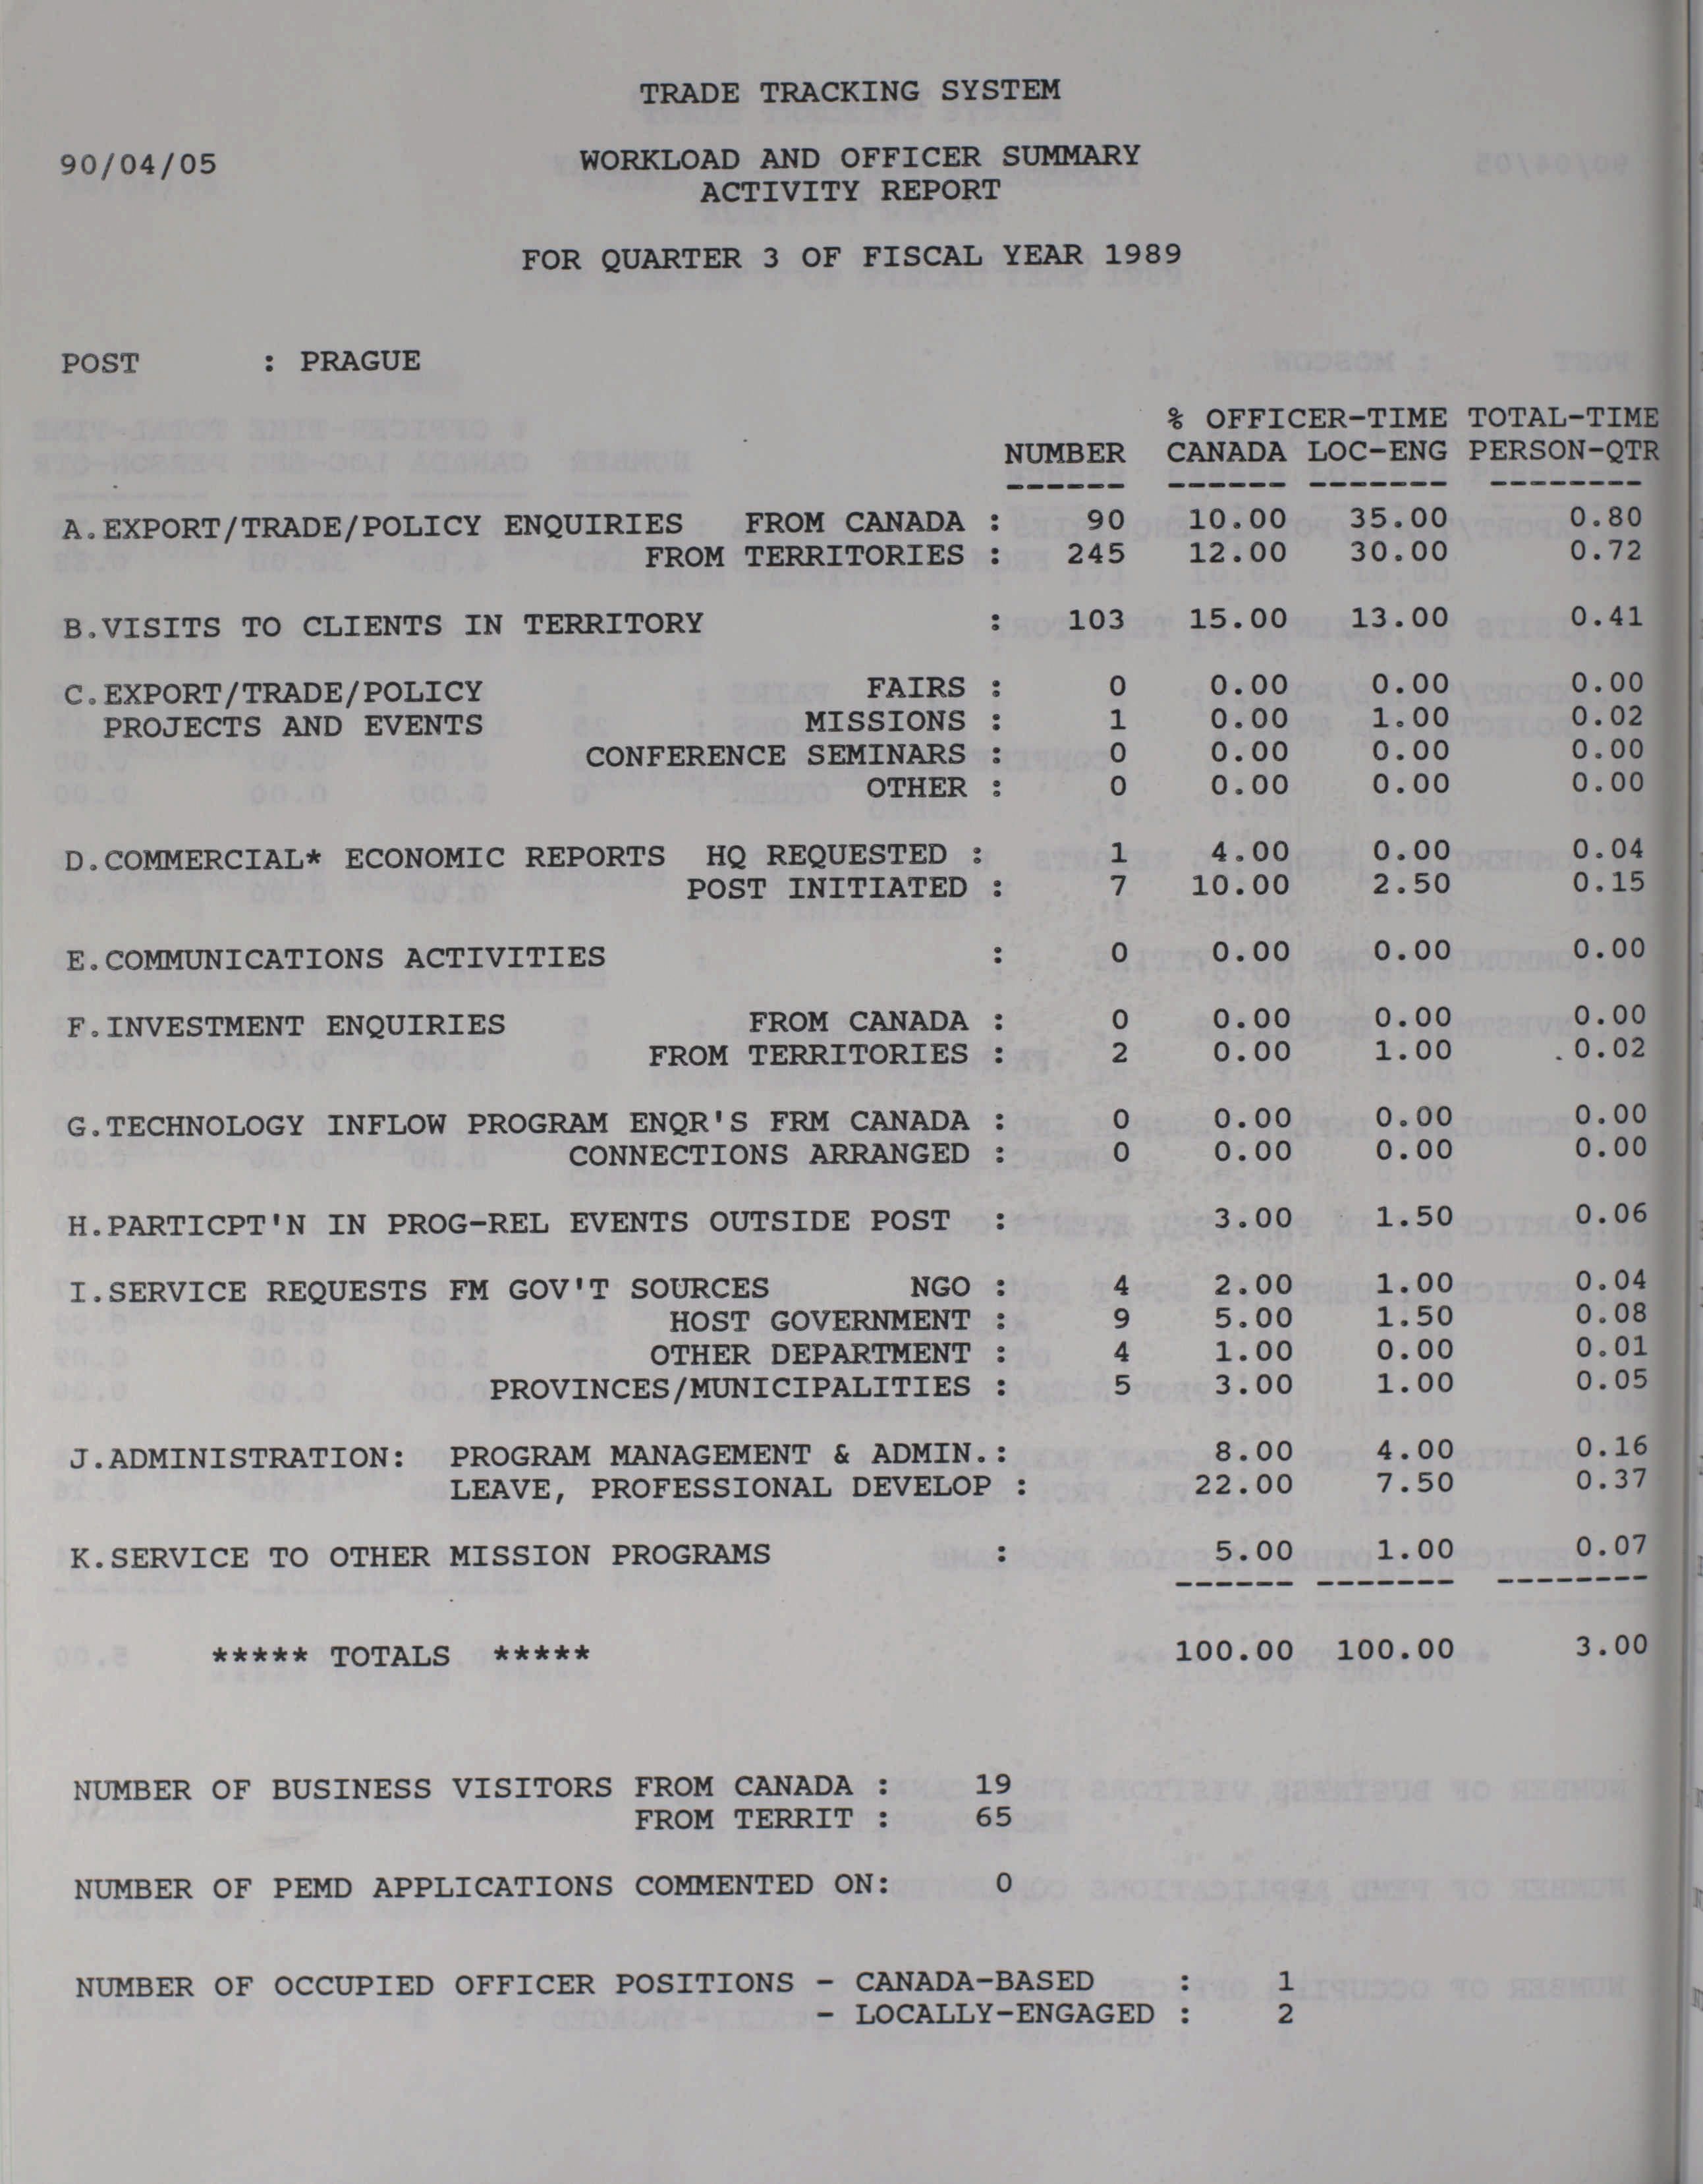 TRADE TRACKING SYSTEM
90/04/05 WORKLOAD AND OFFICER SUMMARY
ACTIVITY REPORT
FOR QUARTER 3 OF FISCAL YEAR 1989
POST : PRAGUE
% OFFICER-TIME TOTAL-TIME
NUMBER CANADA LOC-ENG PERSON-QTR
------ ------ ------- --------
A.EXPORT/TRADE/POLICY ENQUIRIES FROM CANADA : 90 10.00 35.00 0.80
FROM TERRITORIES : 245 12.00 30.00 0.72
B.VISITS TO CLIENTS IN TERRITORY : 103 15.00 13.00 0.41
C.EXPORT/TRADE/POLICY FAIRS : 0 0.00 0.00 0.00
PROJECTS AND EVENTS MISSIONS : 1 0.00 1.00 0.02
CONFERENCE SEMINARS : 0 0.00 0.00 0.00
OTHER : 0 0.00 0.00 0.00
D.COMMERCIAL* ECONOMIC REPORTS HQ REQUESTED : 1 4.00 0.00 0.04
POST INITIATED : 7 10.00 2.50 0.15
E.COMMUNICATIONS ACTIVITIES : 0 0.00 0.00 0.00
F.INVESTMENT ENQUIRIES FROM CANADA : 0 0.00 0.00 0.00
FROM TERRITORIES : 2 0.00 1.00 0.02
G.TECHNOLOGY INFLOW PROGRAM ENQR'S FRM CANADA : 0 0.00 0.00 0.00
CONNECTIONS ARRANGED : 0 0.00 0.00 0.00
H.PARTICPT'N IN PROG-REL EVENTS OUTSIDE POST : 3.00 1.50 0.06
I.SERVICE REQUESTS FM GOV'T SOURCES NGO : 4 2.00 1.00 0.04
HOST GOVERNMENT : 9 5.00 1.50 0.08
OTHER DEPARTMENT : 4 1.00 0.00 0.01
PROVINCES/MUNICIPALITIES : 5 3.00 1.00 0.05
J.ADMINISTRATION: PROGRAM MANAGEMENT & ADMIN.: 8.00 4.00 0.16
LEAVE, PROFESSIONAL DEVELOP : 22.00 7.50 0.37
K.SERVICE TO OTHER MISSION PROGRAMS : 5.00 1.00 0.07
------ ------- --------
***** TOTALS ***** 100.00 100.00 3.00
NUMBER OF BUSINESS VISITORS FROM CANADA : 19
FROM TERRIT : 65
NUMBER OF PEMD APPLICATIONS COMMENTED ON: 0
NUMBER OF OCCUPIED OFFICER POSITIONS - CANADA-BASED : 1
- LOCALLY-ENGAGED : 2